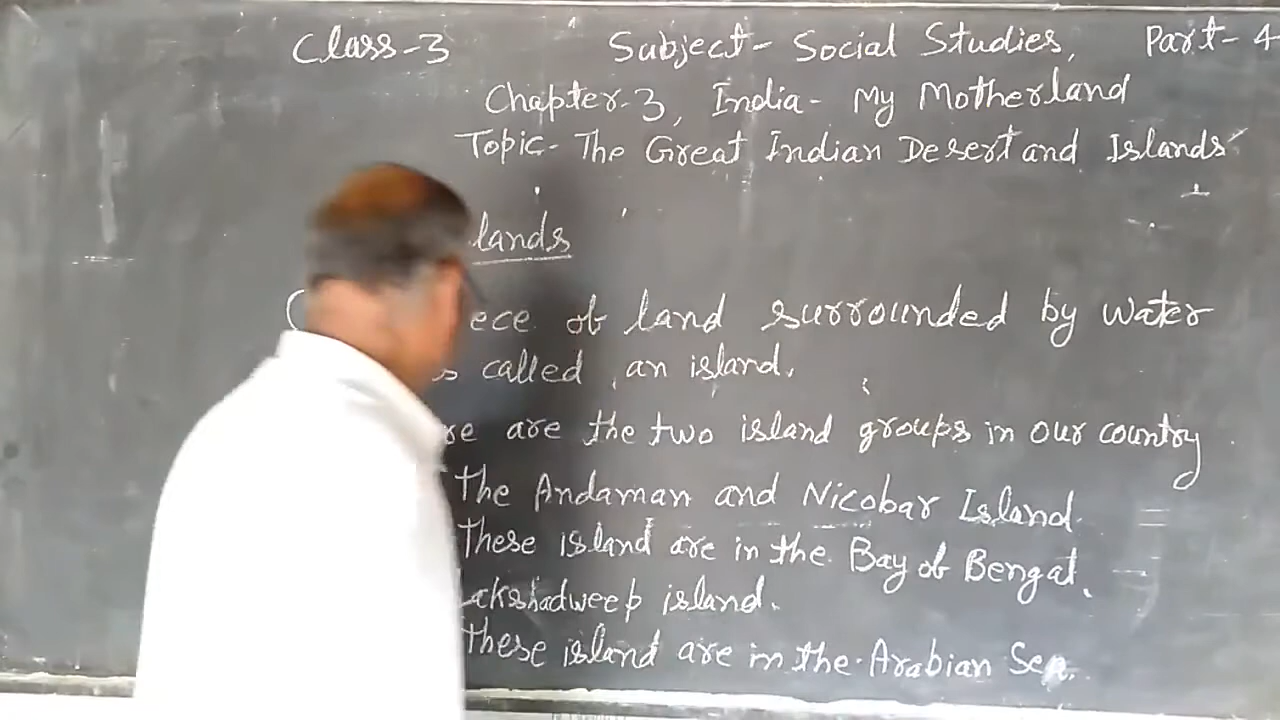 Class-3 Subject- Social Studies, Part-4
Chapter-3, India- My Motherland
Topic- The Great Indian Desert and Islands
lands
ece of land surrounded by water
s called, an island.
re are the two island groups in our country
The Andaman and Nicobar Island.
These island are in the Bay of Bengal.
akshadweep island.
These island are in the Arabian Sea.